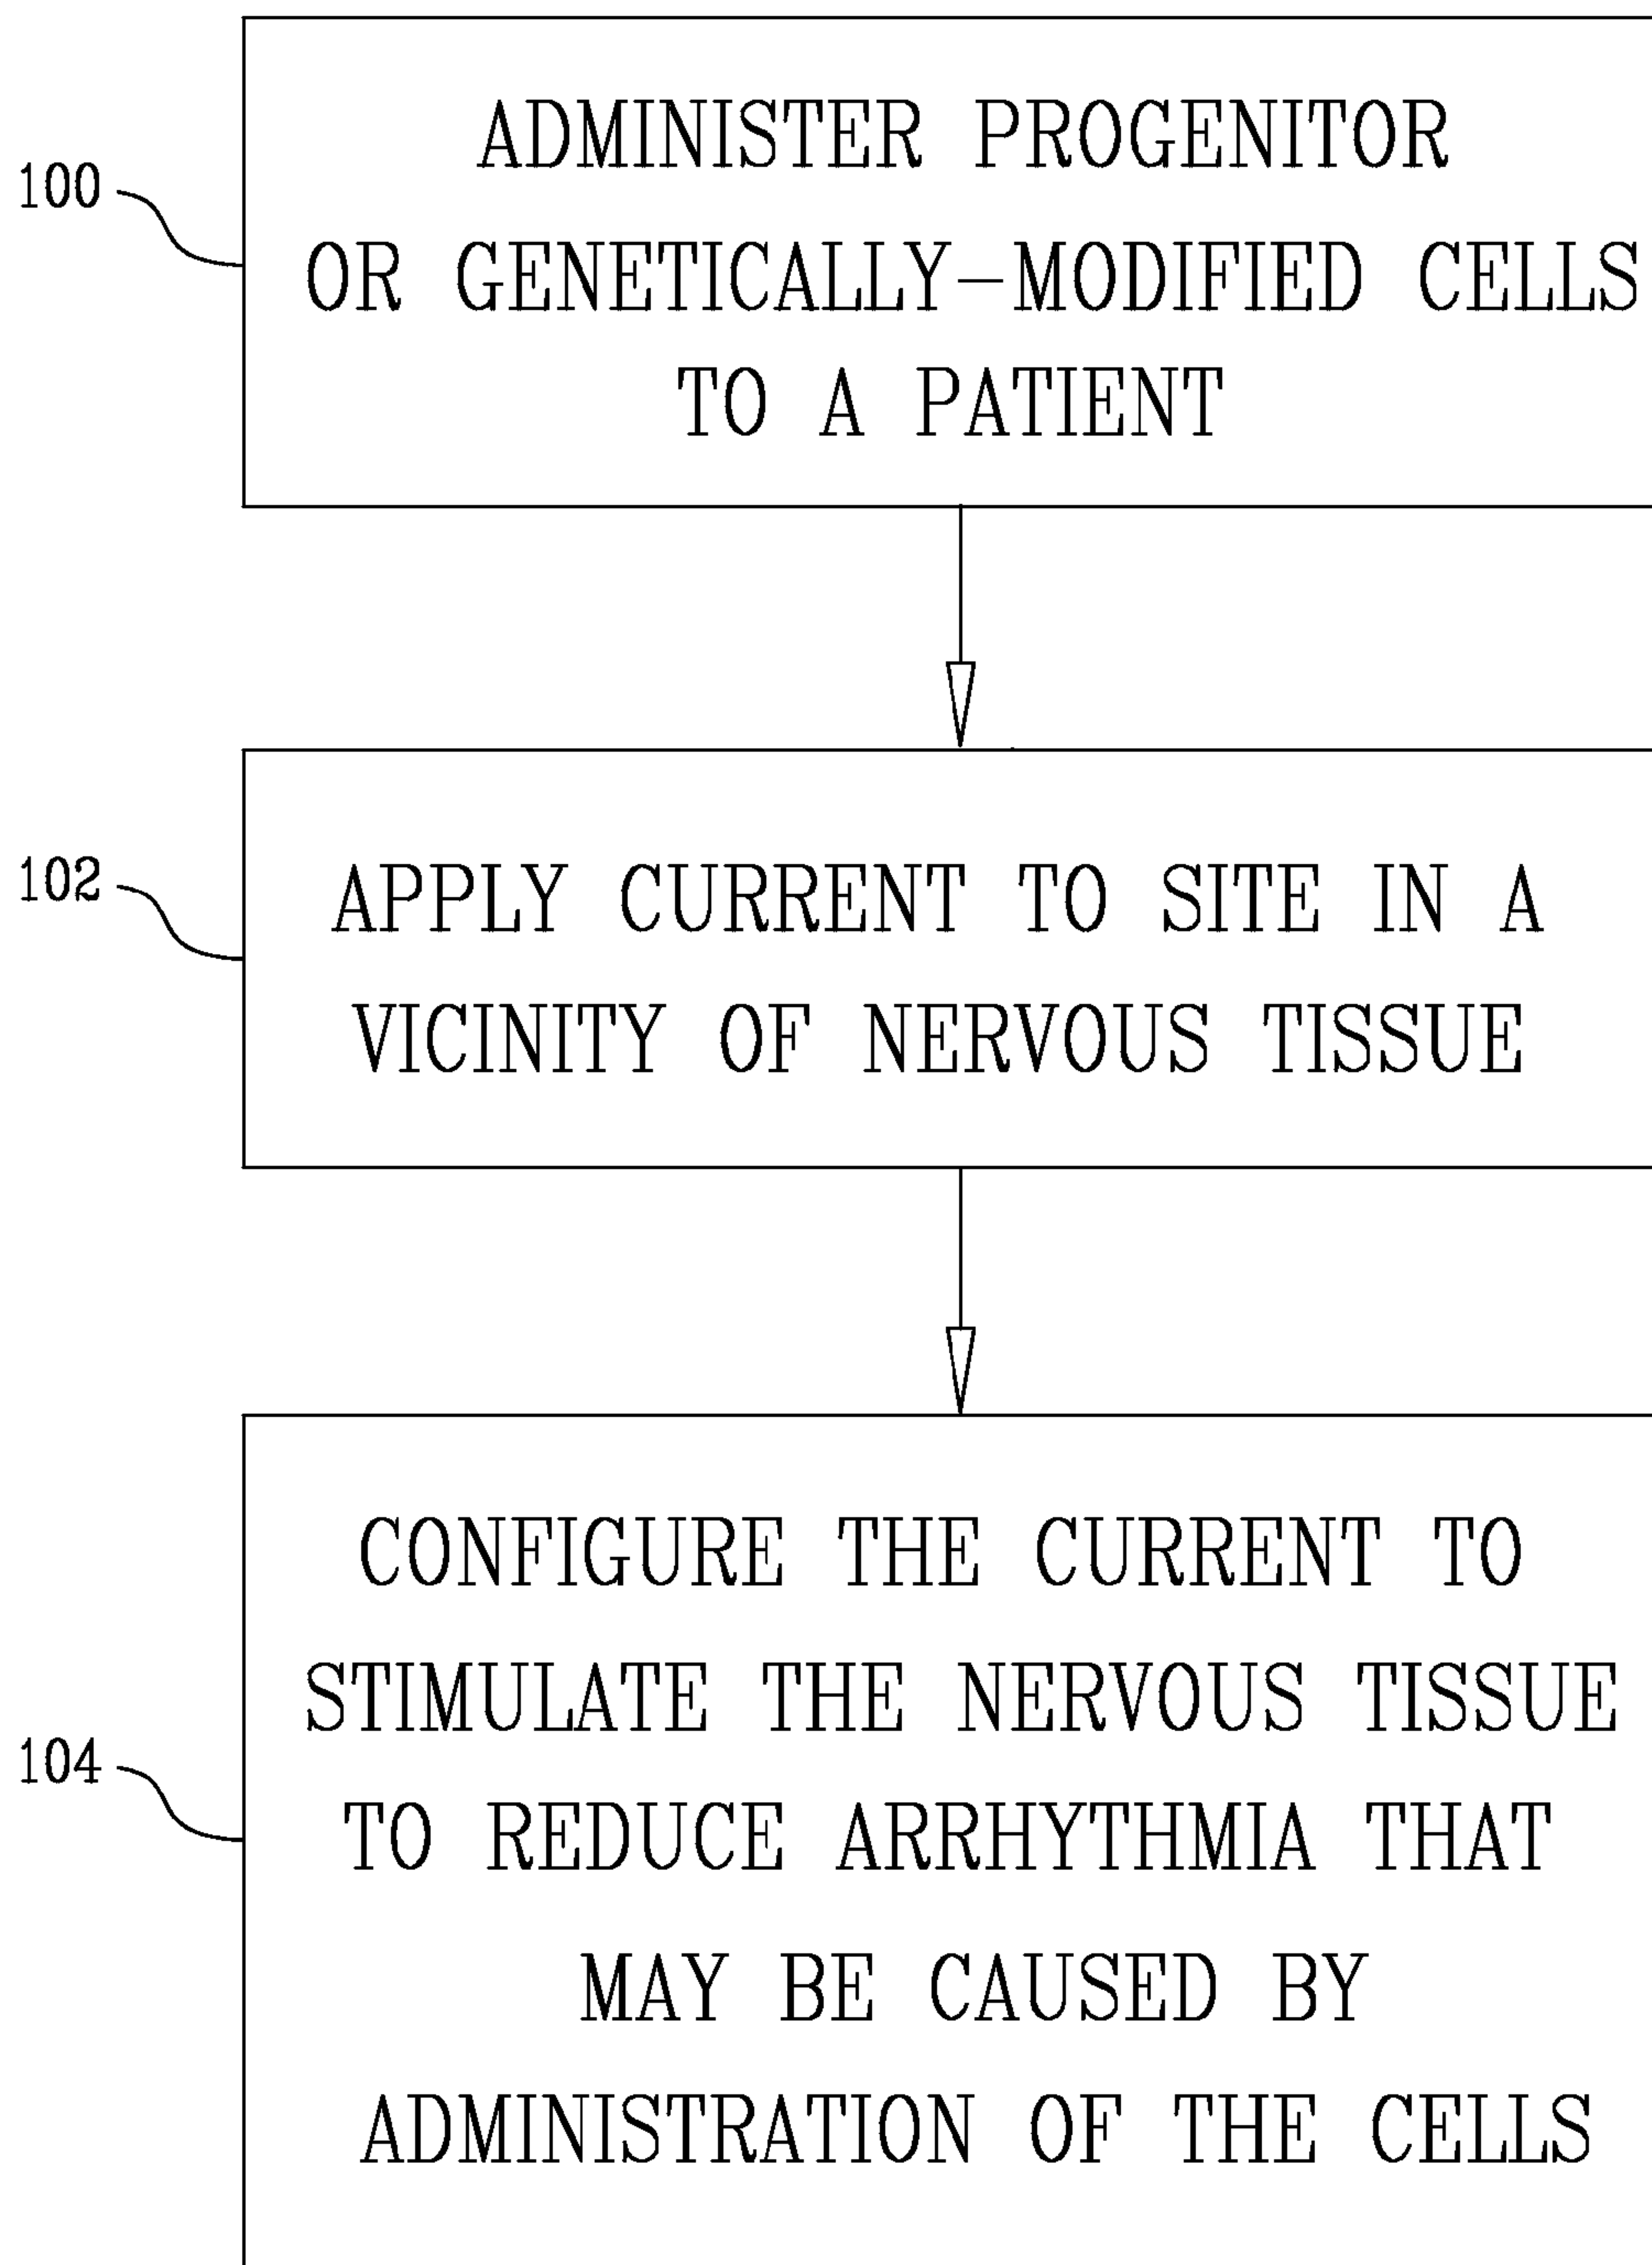 100
ADMINISTER PROGENITOR
OR GENETICALLY-MODIFIED CELLS
TO A PATIENT
102
APPLY CURRENT TO SITE IN A
VICINITY OF NERVOUS TISSUE
104
CONFIGURE THE CURRENT TO
STIMULATE THE NERVOUS TISSUE
TO REDUCE ARRHYTHMIA THAT
MAY BE CAUSED BY
ADMINISTRATION OF THE CELLS